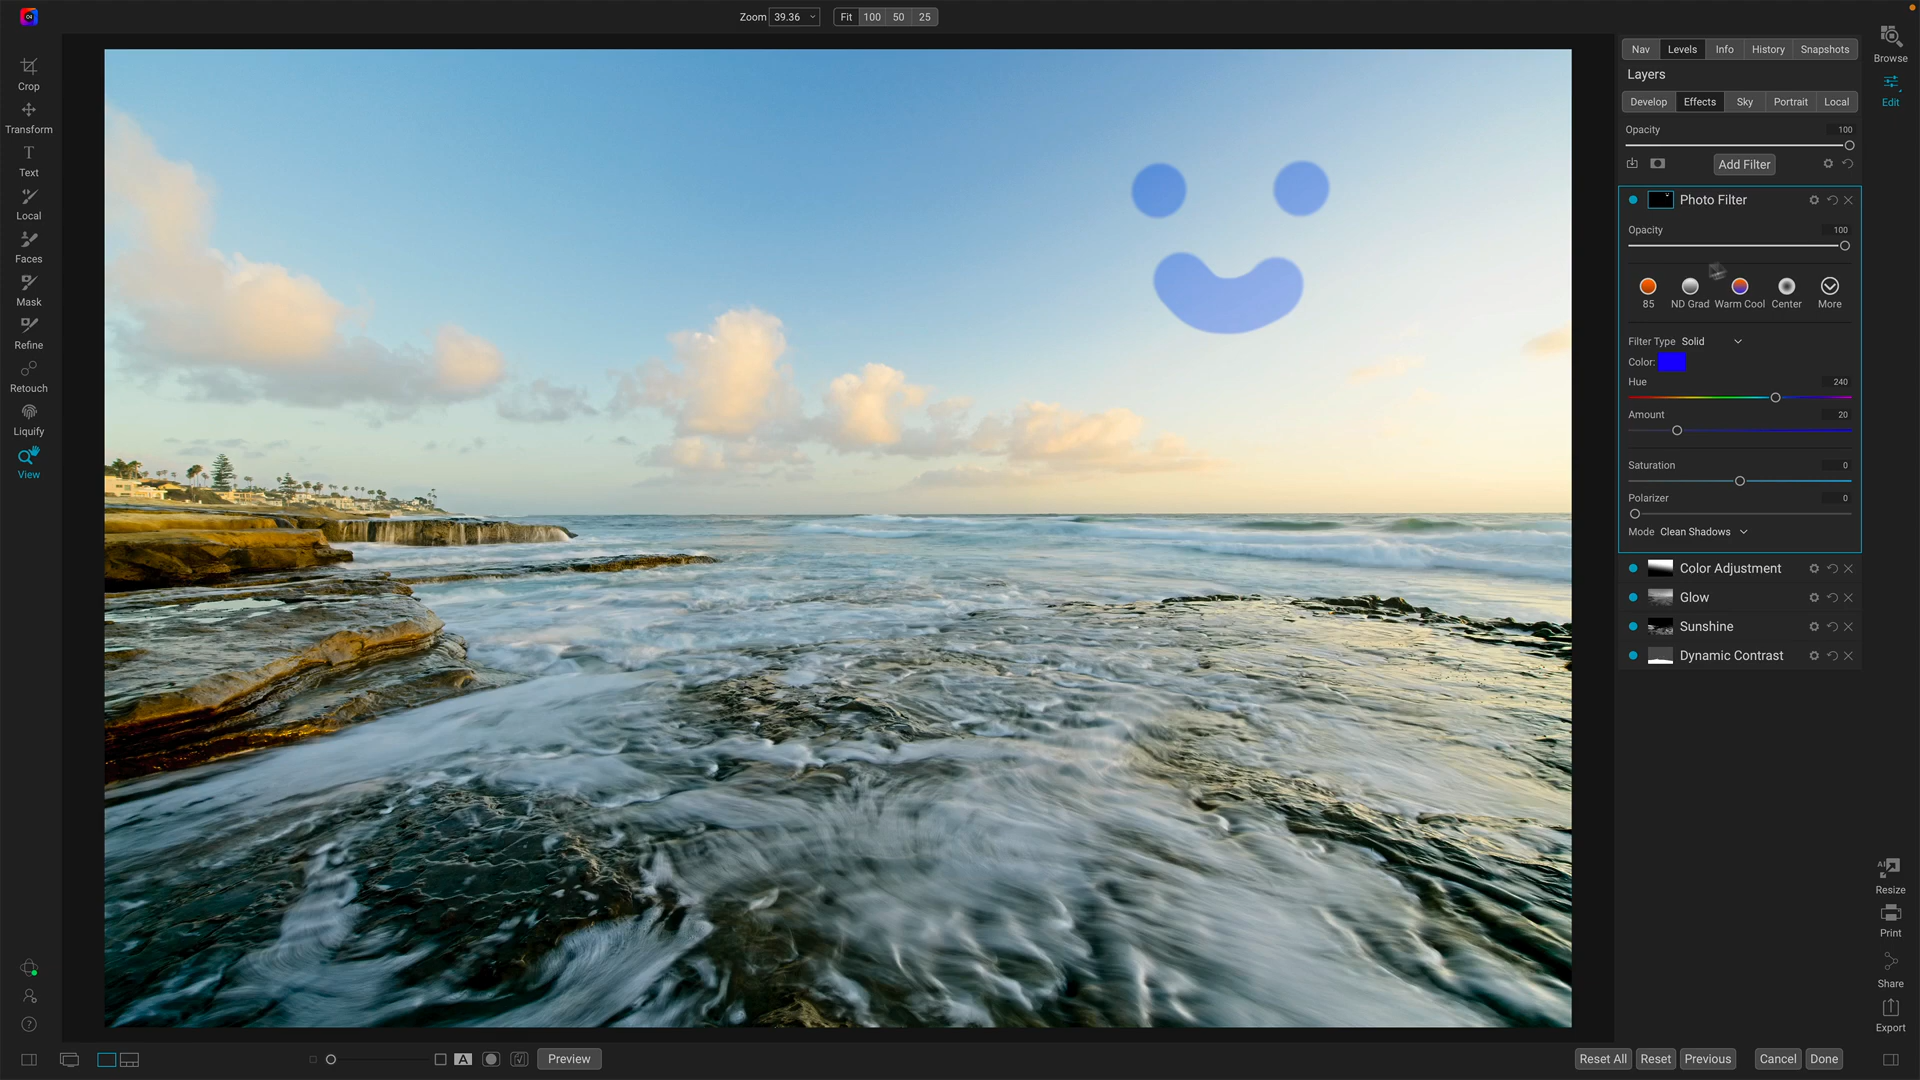 Zoom 39.36 Fit 100 50 25
Crop
Transform
Text
Local
Faces
Mask
Refine
Retouch
Liquify
View
Nav Levels Info History Snapshots
Layers
Develop Effects Sky Portrait Local
Opacity 100
Add Filter
Photo Filter
Opacity 100
85 ND Grad Warm Cool Center More
Filter Type Solid
Color:
Hue 240
Amount 20
Saturation 0
Polarizer 0
Mode Clean Shadows
Color Adjustment
Glow
Sunshine
Dynamic Contrast
Browse
Edit
AI
Resize
Print
Share
Export
A Preview
Reset All Reset Previous Cancel Done